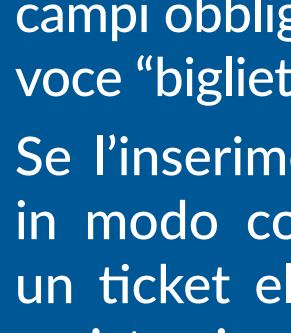 campi obblig
voce “bigliet
Se l’inserim
in modo co
un ticket el